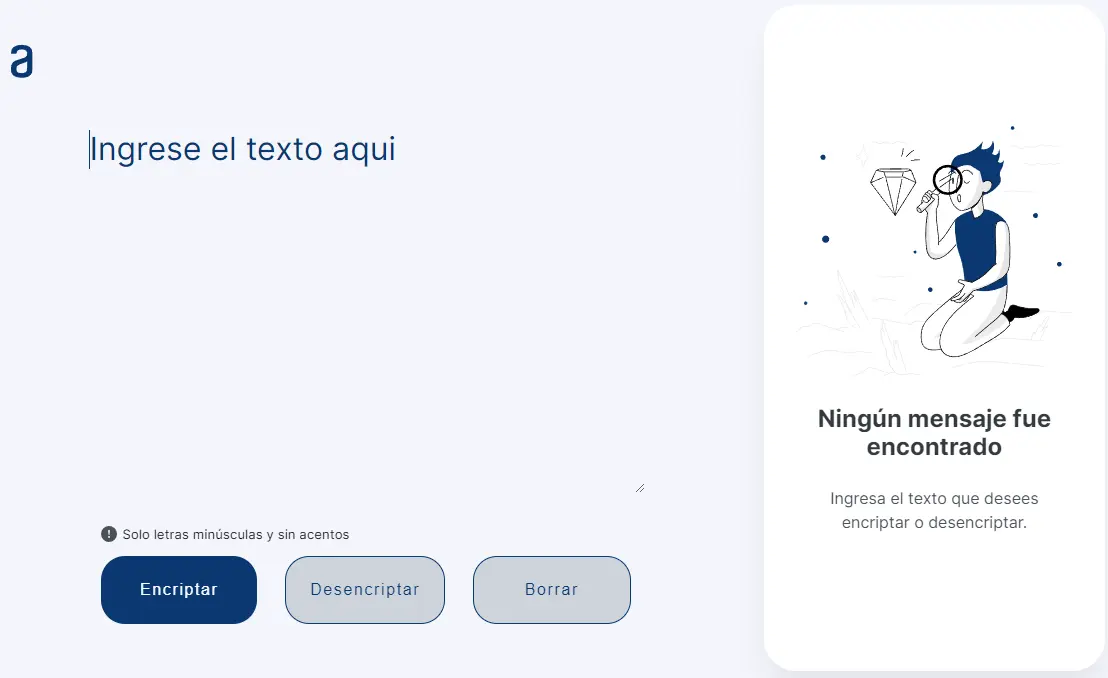 a
Ingrese el texto aqui
Solo letras minúsculas y sin acentos
Encriptar
Desencriptar
Borrar
Ningún mensaje fue
encontrado
Ingresa el texto que desees
encriptar o desencriptar.